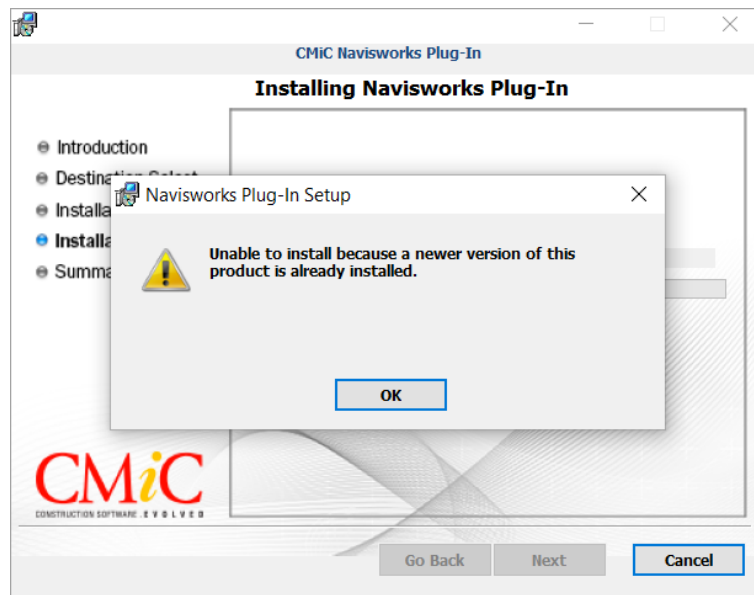 CMiC Navisworks Plug-In
Installing Navisworks Plug-In
Introduction
Navisworks Plug-In Setup
Unable to install because a newer version of this
product is already installed.
OK
CMiC
CONSTRUCTION SOFTWARE. EVOLVED
Go Back
Next
Cancel